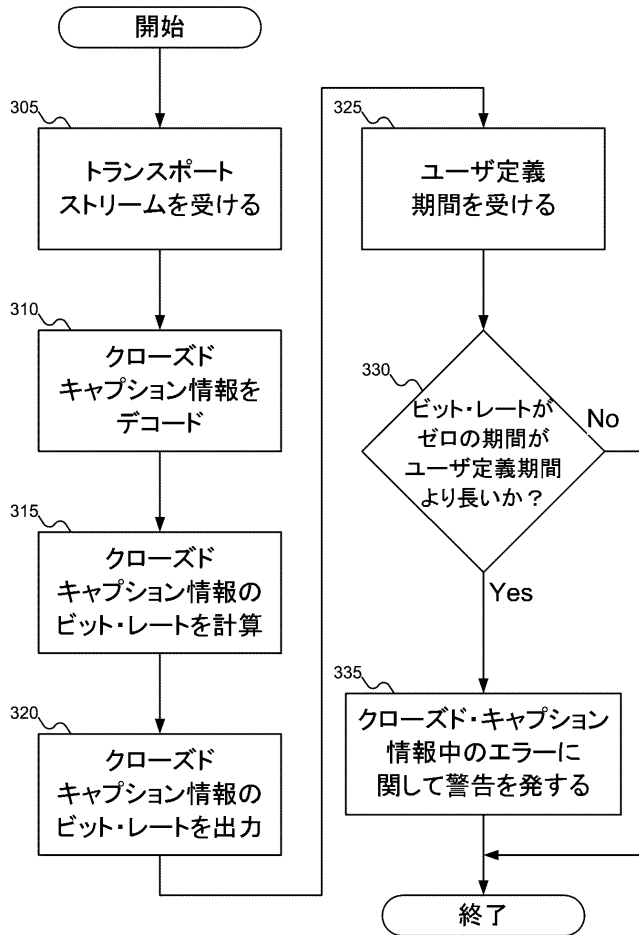 開始
305
トランスポート
ストリームを受ける
310
クローズド
キャプション情報を
デコード
315
クローズド
キャプション情報の
ビット・レートを計算
320
クローズド
キャプション情報の
ビット・レートを出力
325
ユーザ定義
期間を受ける
330
ビット・レートが
ゼロの期間が
ユーザ定義期間
より長いか？
No
Yes
335
クローズド・キャプション
情報中のエラーに
関して警告を発する
終了